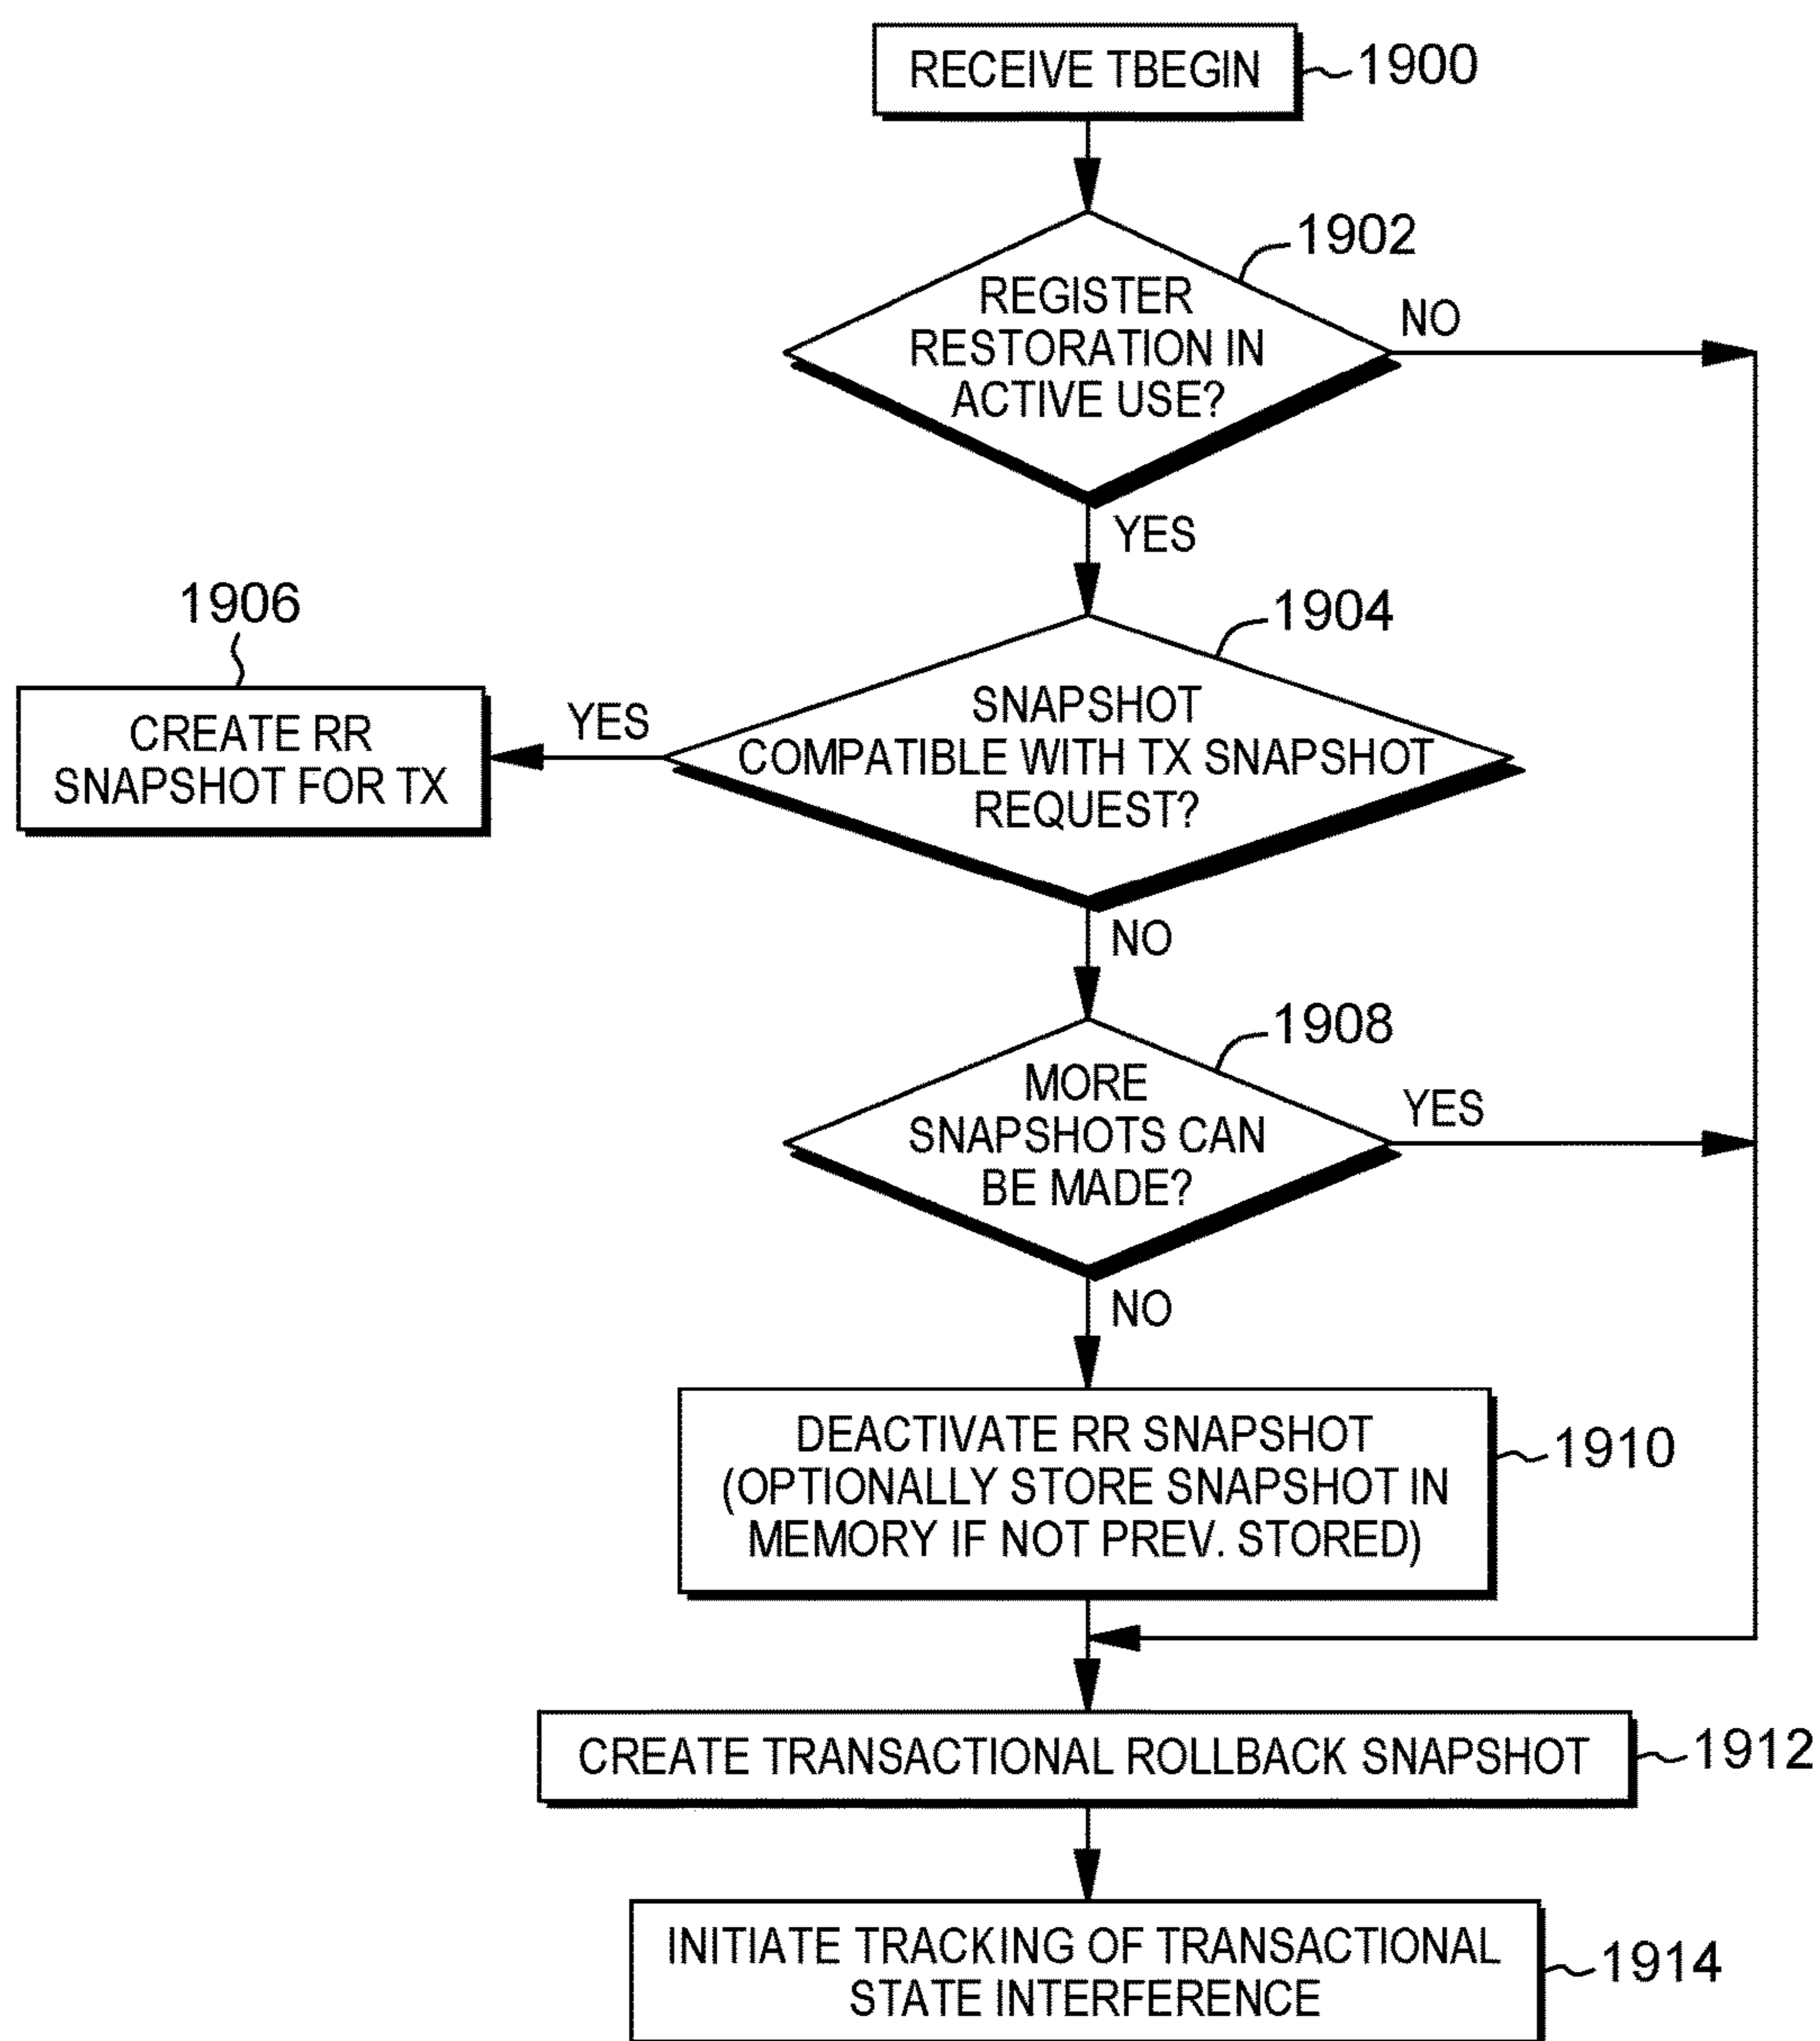 RECEIVE TBEGIN
1900
1902
REGISTER
RESTORATION IN
ACTIVE USE?
NO
YES
1904
SNAPSHOT
COMPATIBLE WITH TX SNAPSHOT
REQUEST?
YES
1906
CREATE RR
SNAPSHOT FOR TX
NO
1908
MORE
SNAPSHOTS CAN
BE MADE?
YES
NO
DEACTIVATE RR SNAPSHOT
(OPTIONALLY STORE SNAPSHOT IN
MEMORY IF NOT PREV. STORED)
1910
CREATE TRANSACTIONAL ROLLBACK SNAPSHOT
1912
INITIATE TRACKING OF TRANSACTIONAL
STATE INTERFERENCE
1914